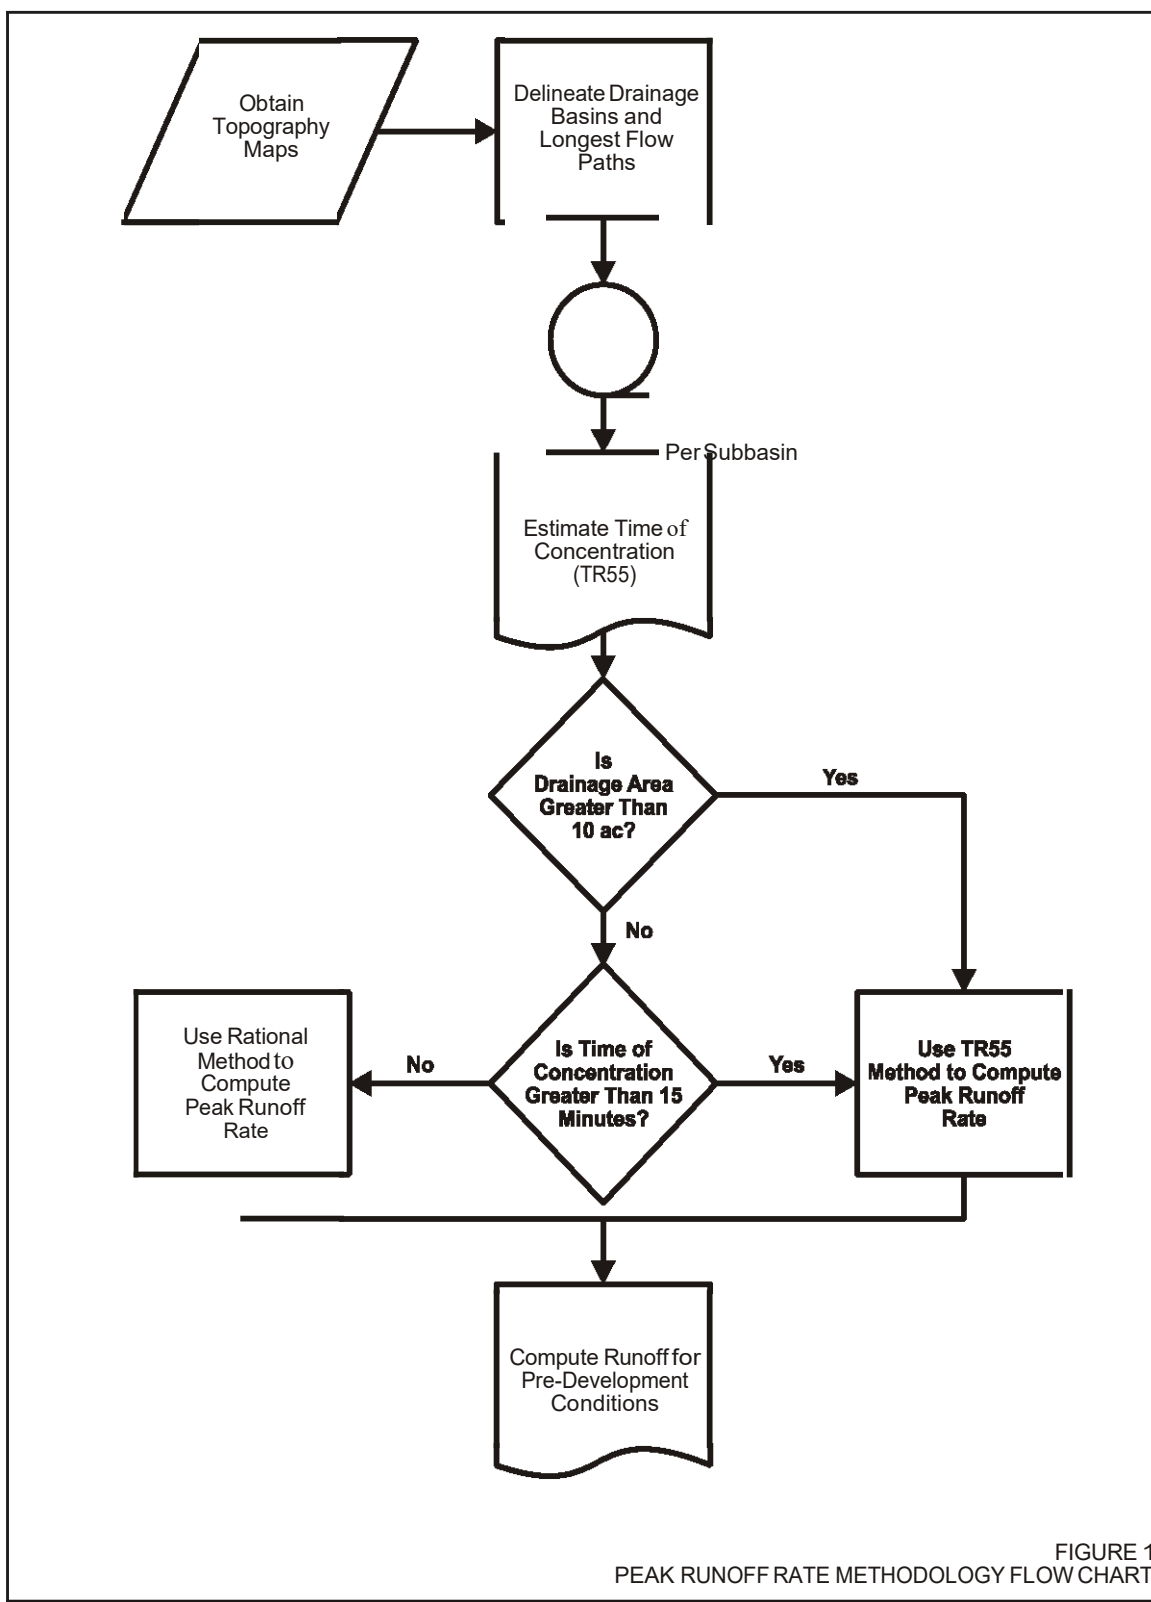 Obtain
Topography
Maps
Delineate Drainage
Basins and
Longest Flow
Paths
Per Subbasin
Estimate Time of
Concentration
(TR55)
Is
Drainage Area
Greater Than
10 ac?
Yes
No
Use Rational
Method to
Compute
Peak Runoff
Rate
No
Is Time of
Concentration
Greater Than 15
Minutes?
Yes
Use TR55
Method to Compute
Peak Runoff
Rate
Compute Runoff for
Pre-Development
Conditions
FIGURE 1
PEAK RUNOFF RATE METHODOLOGY FLOW CHART